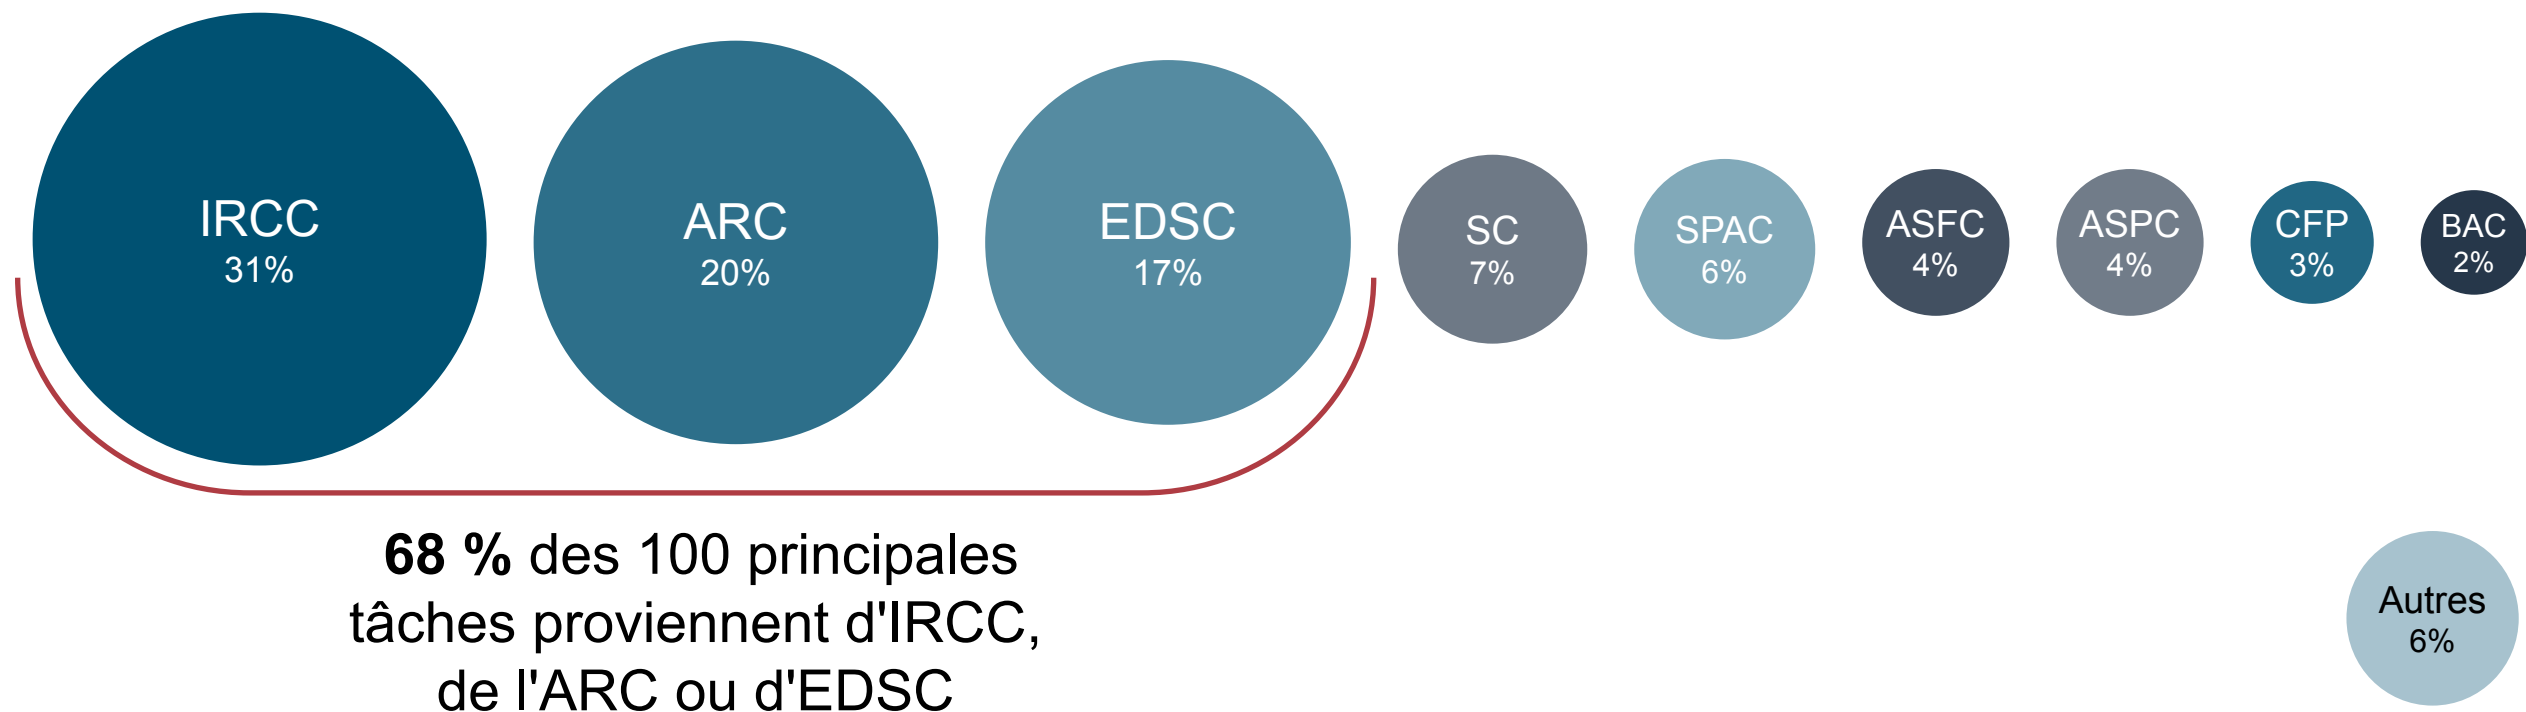 IRCC
31%
ARC
20%
EDSC
17%
SC
7%
SPAC
6%
ASFC
4%
ASPC
4%
CFP
3%
BAC
2%
68 % des 100 principales
tâches proviennent d'IRCC,
de l'ARC ou d'EDSC
Autres
6%